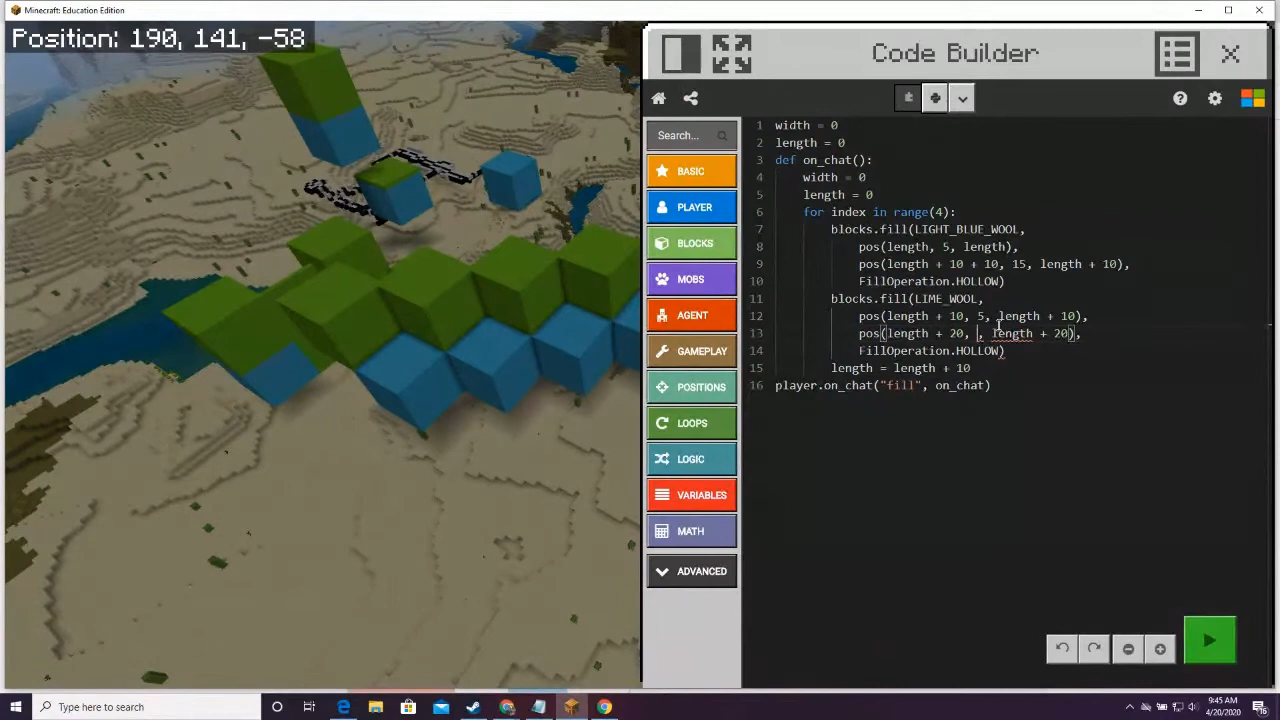 Minecraft: Education Edition
Position: 190, 141, -58
Code Builder
Search...
BASIC
PLAYER
BLOCKS
MOBS
AGENT
GAMEPLAY
POSITIONS
LOOPS
LOGIC
VARIABLES
MATH
ADVANCED
1 width = 0
2 length = 0
3 def on_chat():
4 width = 0
5 length = 0
6 for index in range(4):
7 blocks.fill(LIGHT_BLUE_WOOL,
8 pos(length, 5, length),
9 pos(length + 10 + 10, 15, length + 10),
10 FillOperation.HOLLOW)
11 blocks.fill(LIME_WOOL,
12 pos(length + 10, 5, length + 10),
13 pos(length + 20, , length + 20),
14 FillOperation.HOLLOW)
15 length = length + 10
16 player.on_chat("fill", on_chat)
Type here to search
9:45 AM
4/20/2020